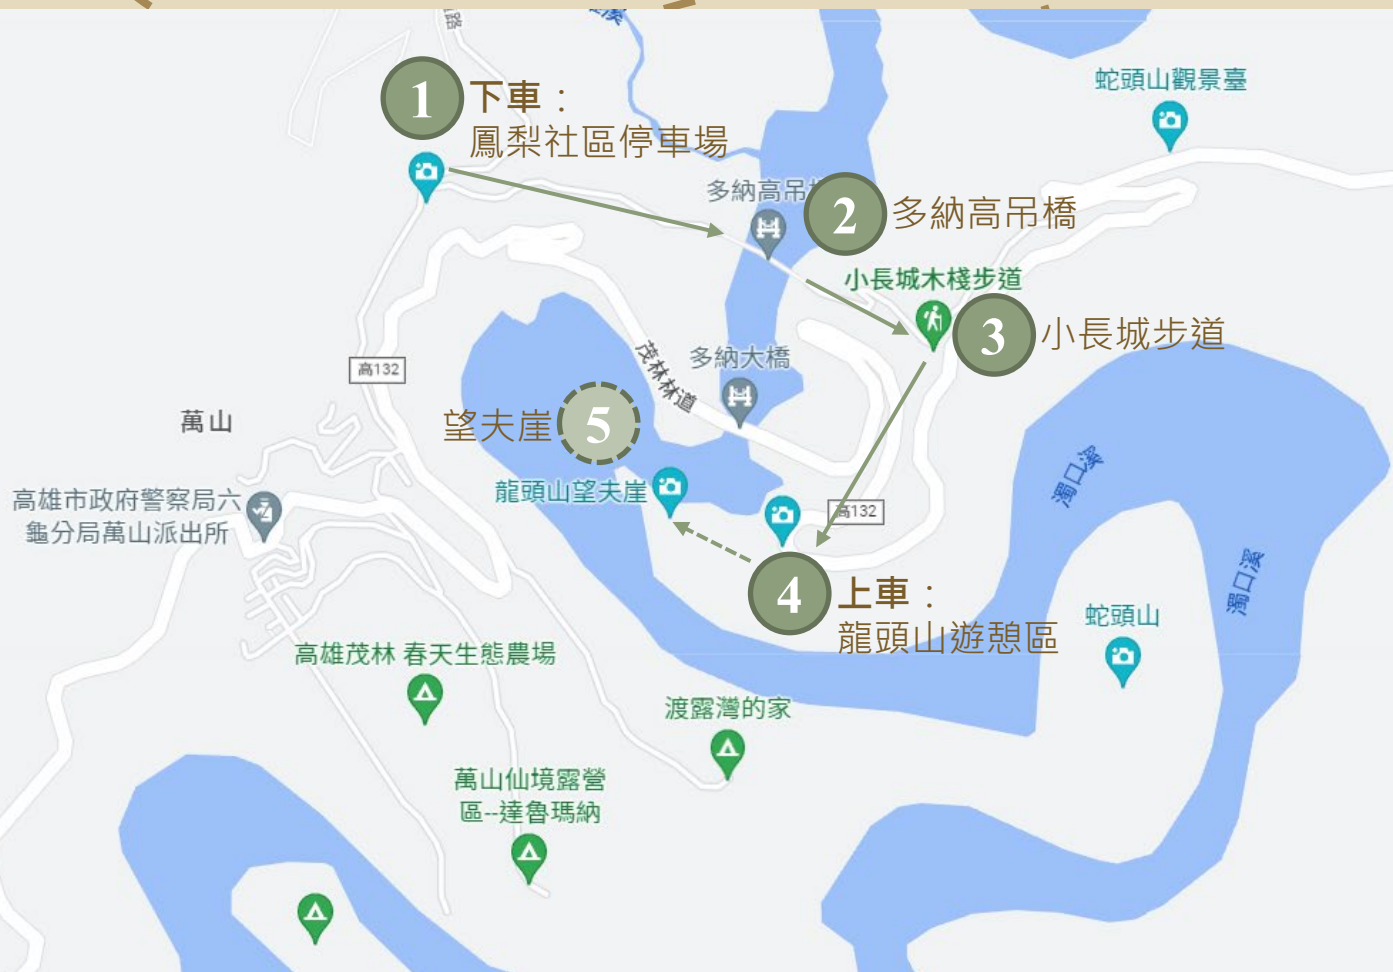 路
1
下車：
鳳梨社區停車場
蛇頭山觀景臺
多納高吊
2
多納高吊橋
小長城木棧步道
3
小長城步道
高132
茂林林道
多納大橋
萬山
望夫崖
5
濁口溪
高雄市政府警察局六
龜分局萬山派出所
龍頭山望夫崖
高132
濁口溪
4
上車：
龍頭山遊憩區
蛇頭山
高雄茂林 春天生態農場
渡露灣的家
萬山仙境露營
區--達魯瑪納